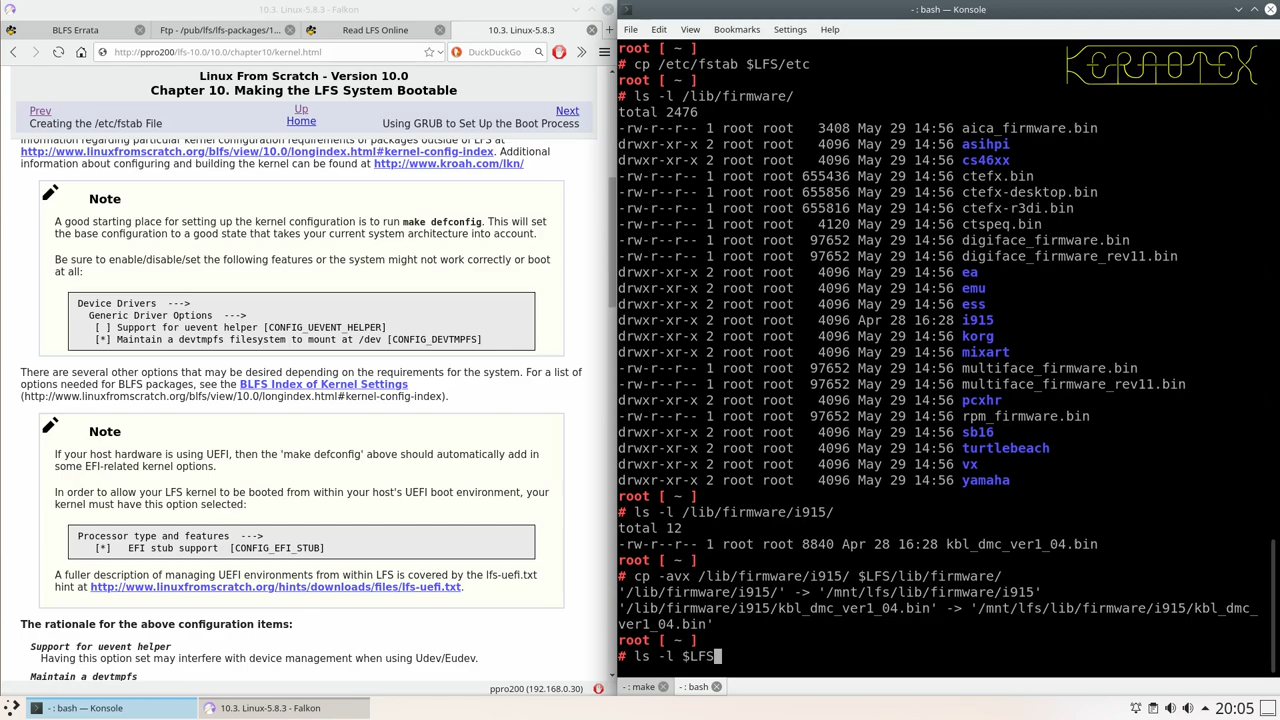 10.3. Linux-5.8.3 - Falkon
BLFS Errata
Ftp - /pub/lfs/lfs-packages/1...
Read LFS Online
10.3. Linux-5.8.3
http://ppro200/lfs-10.0/10.0/chapter10/kernel.html
DuckDuckGo
Linux From Scratch - Version 10.0
Chapter 10. Making the LFS System Bootable
Prev
Up
Next
Creating the /etc/fstab File
Home
Using GRUB to Set Up the Boot Process
information regarding particular kernel configuration requirements of packages outside of LFS at
http://www.linuxfromscratch.org/blfs/view/10.0/longindex.html#kernel-config-index. Additional
information about configuring and building the kernel can be found at http://www.kroah.com/lkn/
Note
A good starting place for setting up the kernel configuration is to run make defconfig. This will set
the base configuration to a good state that takes your current system architecture into account.
Be sure to enable/disable/set the following features or the system might not work correctly or boot
at all:
Device Drivers  --->
Generic Driver Options  --->
[ ] Support for uevent helper [CONFIG_UEVENT_HELPER]
[*] Maintain a devtmpfs filesystem to mount at /dev [CONFIG_DEVTMPFS]
There are several other options that may be desired depending on the requirements for the system. For a list of
options needed for BLFS packages, see the BLFS Index of Kernel Settings
(http://www.linuxfromscratch.org/blfs/view/10.0/longindex.html#kernel-config-index).
Note
If your host hardware is using UEFI, then the 'make defconfig' above should automatically add in
some EFI-related kernel options.
In order to allow your LFS kernel to be booted from within your host's UEFI boot environment, your
kernel must have this option selected:
Processor type and features  --->
[*]   EFI stub support  [CONFIG_EFI_STUB]
A fuller description of managing UEFI environments from within LFS is covered by the lfs-uefi.txt
hint at http://www.linuxfromscratch.org/hints/downloads/files/lfs-uefi.txt.
The rationale for the above configuration items:
Support for uevent helper
Having this option set may interfere with device management when using Udev/Eudev.
Maintain a devtmpfs
ppro200 (192.168.0.30)
- : bash — Konsole
File Edit View Bookmarks Settings Help
KERAOTEX
root [ ~ ]
# cp /etc/fstab $LFS/etc
root [ ~ ]
# ls -l /lib/firmware/
total 2476
-rw-r--r-- 1 root root   3408 May 29 14:56 aica_firmware.bin
drwxr-xr-x 2 root root   4096 May 29 14:56 asihpi
drwxr-xr-x 2 root root   4096 May 29 14:56 cs46xx
-rw-r--r-- 1 root root 655436 May 29 14:56 ctefx.bin
-rw-r--r-- 1 root root 655856 May 29 14:56 ctefx-desktop.bin
-rw-r--r-- 1 root root 655816 May 29 14:56 ctefx-r3di.bin
-rw-r--r-- 1 root root   4120 May 29 14:56 ctspeq.bin
-rw-r--r-- 1 root root  97652 May 29 14:56 digiface_firmware.bin
-rw-r--r-- 1 root root  97652 May 29 14:56 digiface_firmware_rev11.bin
drwxr-xr-x 2 root root   4096 May 29 14:56 ea
drwxr-xr-x 2 root root   4096 May 29 14:56 emu
drwxr-xr-x 2 root root   4096 May 29 14:56 ess
drwxr-xr-x 2 root root   4096 Apr 28 16:28 i915
drwxr-xr-x 2 root root   4096 May 29 14:56 korg
drwxr-xr-x 2 root root   4096 May 29 14:56 mixart
-rw-r--r-- 1 root root  97652 May 29 14:56 multiface_firmware.bin
-rw-r--r-- 1 root root  97652 May 29 14:56 multiface_firmware_rev11.bin
drwxr-xr-x 2 root root   4096 May 29 14:56 pcxhr
-rw-r--r-- 1 root root  97652 May 29 14:56 rpm_firmware.bin
drwxr-xr-x 2 root root   4096 May 29 14:56 sb16
drwxr-xr-x 2 root root   4096 May 29 14:56 turtlebeach
drwxr-xr-x 2 root root   4096 May 29 14:56 vx
drwxr-xr-x 2 root root   4096 May 29 14:56 yamaha
root [ ~ ]
# ls -l /lib/firmware/i915/
total 12
-rw-r--r-- 1 root root 8840 Apr 28 16:28 kbl_dmc_ver1_04.bin
root [ ~ ]
# cp -avx /lib/firmware/i915/ $LFS/lib/firmware/
'/lib/firmware/i915/' -> '/mnt/lfs/lib/firmware/i915'
'/lib/firmware/i915/kbl_dmc_ver1_04.bin' -> '/mnt/lfs/lib/firmware/i915/kbl_dmc_
ver1_04.bin'
root [ ~ ]
# ls -l $LFS
- : make
- : bash
- : bash — Konsole
10.3. Linux-5.8.3 - Falkon
20:05